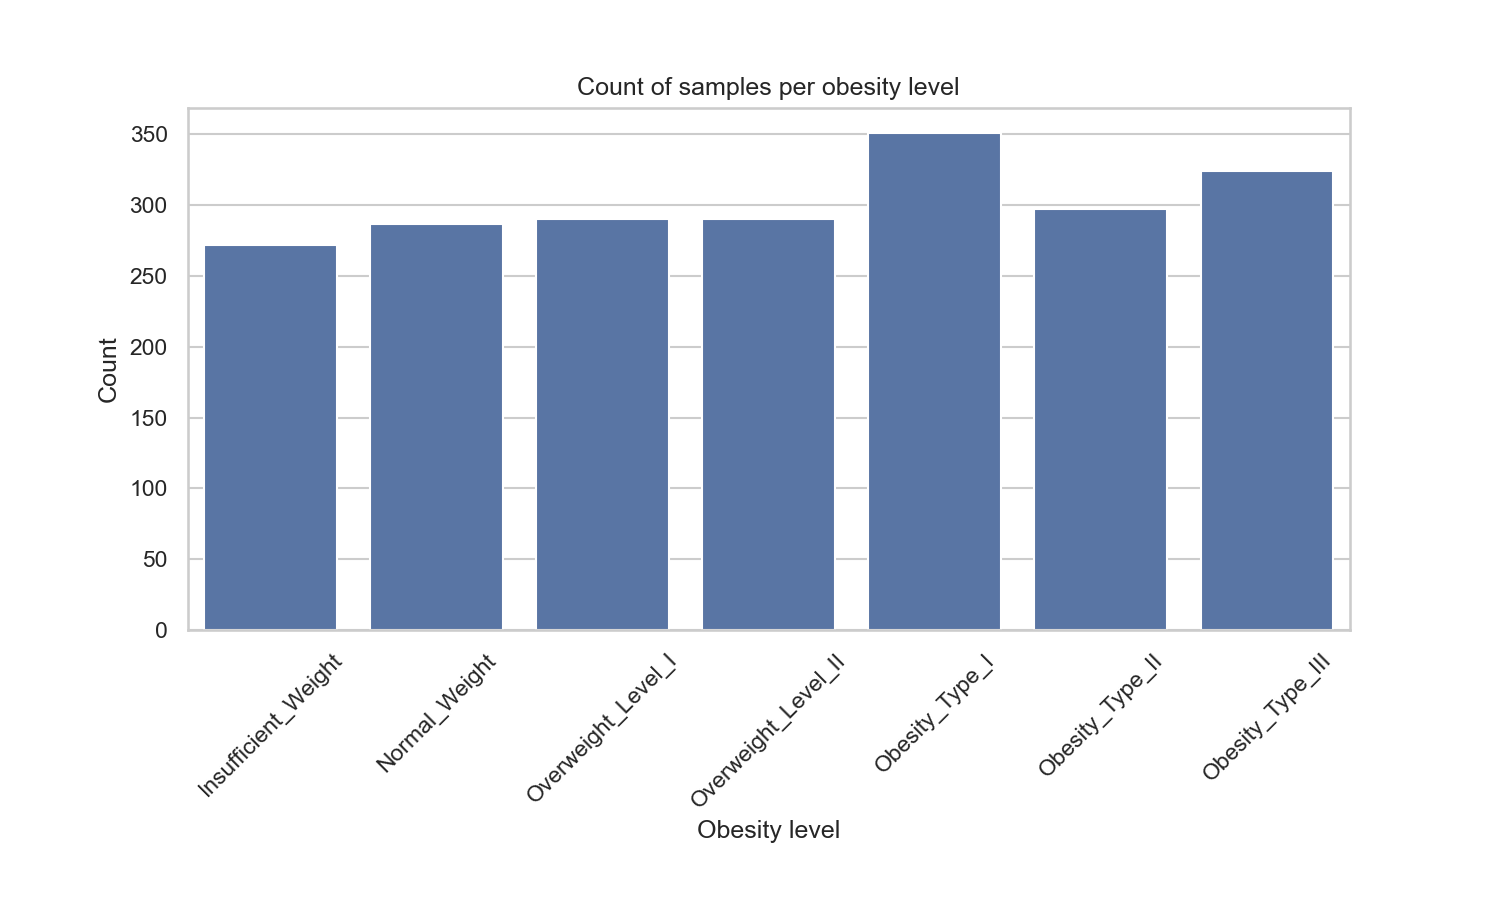 Count of samples per obesity level
Count
350
300
250
200
150
100
50
0
Insufficient_Weight
Normal_Weight
Overweight_Level_I
Overweight_Level_II
Obesity_Type_I
Obesity_Type_II
Obesity_Type_III
Obesity level